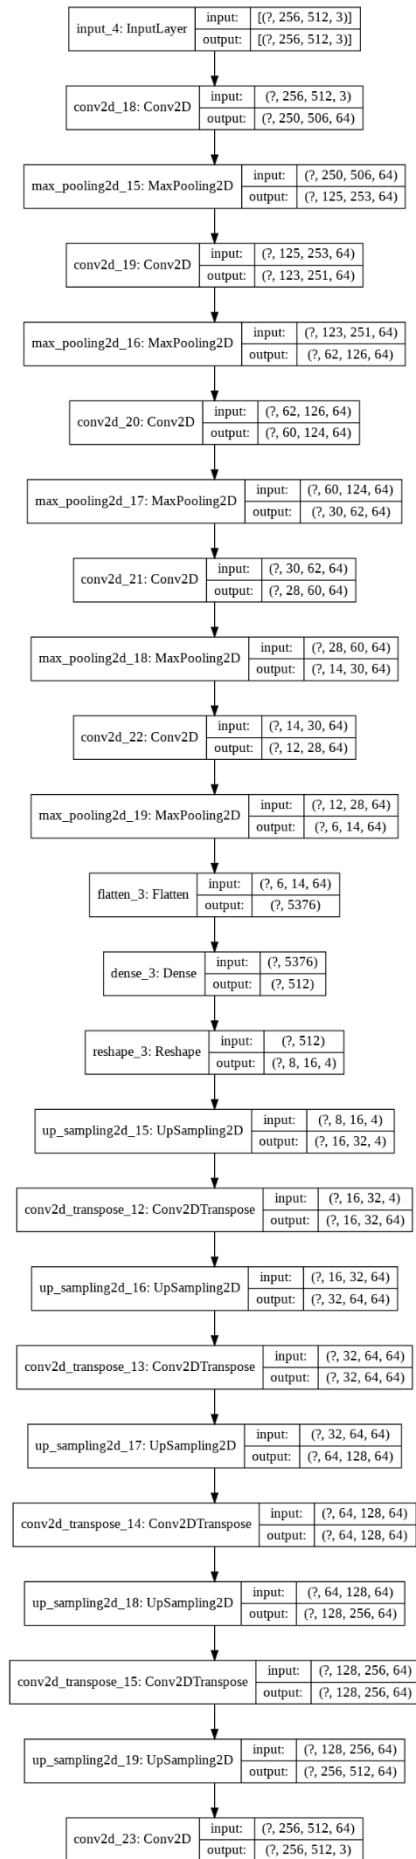 input_4: InputLayer input: [(?, 256, 512, 3)]
output: [(?, 256, 512, 3)]
conv2d_18: Conv2D input: (?, 256, 512, 3)
output: (?, 250, 506, 64)
max_pooling2d_15: MaxPooling2D input: (?, 250, 506, 64)
output: (?, 125, 253, 64)
conv2d_19: Conv2D input: (?, 125, 253, 64)
output: (?, 123, 251, 64)
max_pooling2d_16: MaxPooling2D input: (?, 123, 251, 64)
output: (?, 62, 126, 64)
conv2d_20: Conv2D input: (?, 62, 126, 64)
output: (?, 60, 124, 64)
max_pooling2d_17: MaxPooling2D input: (?, 60, 124, 64)
output: (?, 30, 62, 64)
conv2d_21: Conv2D input: (?, 30, 62, 64)
output: (?, 28, 60, 64)
max_pooling2d_18: MaxPooling2D input: (?, 28, 60, 64)
output: (?, 14, 30, 64)
conv2d_22: Conv2D input: (?, 14, 30, 64)
output: (?, 12, 28, 64)
max_pooling2d_19: MaxPooling2D input: (?, 12, 28, 64)
output: (?, 6, 14, 64)
flatten_3: Flatten input: (?, 6, 14, 64)
output: (?, 5376)
dense_3: Dense input: (?, 5376)
output: (?, 512)
reshape_3: Reshape input: (?, 512)
output: (?, 8, 16, 4)
up_sampling2d_15: UpSampling2D input: (?, 8, 16, 4)
output: (?, 16, 32, 4)
conv2d_transpose_12: Conv2DTranspose input: (?, 16, 32, 4)
output: (?, 16, 32, 64)
up_sampling2d_16: UpSampling2D input: (?, 16, 32, 64)
output: (?, 32, 64, 64)
conv2d_transpose_13: Conv2DTranspose input: (?, 32, 64, 64)
output: (?, 32, 64, 64)
up_sampling2d_17: UpSampling2D input: (?, 32, 64, 64)
output: (?, 64, 128, 64)
conv2d_transpose_14: Conv2DTranspose input: (?, 64, 128, 64)
output: (?, 64, 128, 64)
up_sampling2d_18: UpSampling2D input: (?, 64, 128, 64)
output: (?, 128, 256, 64)
conv2d_transpose_15: Conv2DTranspose input: (?, 128, 256, 64)
output: (?, 128, 256, 64)
up_sampling2d_19: UpSampling2D input: (?, 128, 256, 64)
output: (?, 256, 512, 64)
conv2d_23: Conv2D input: (?, 256, 512, 64)
output: (?, 256, 512, 3)